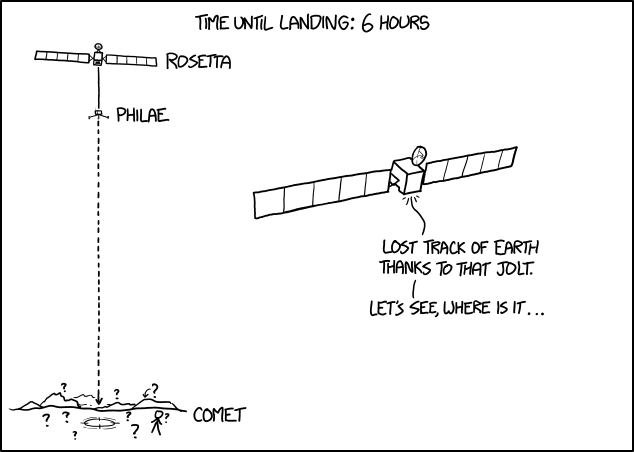 TIME UNTIL LANDING: 6 HOURS
ROSETTA
PHILAE
LOST TRACK OF EARTH
THANKS TO THAT JOLT.
LET'S SEE, WHERE IS IT...
? ? ?
COMET
? ? ? ?
? ?